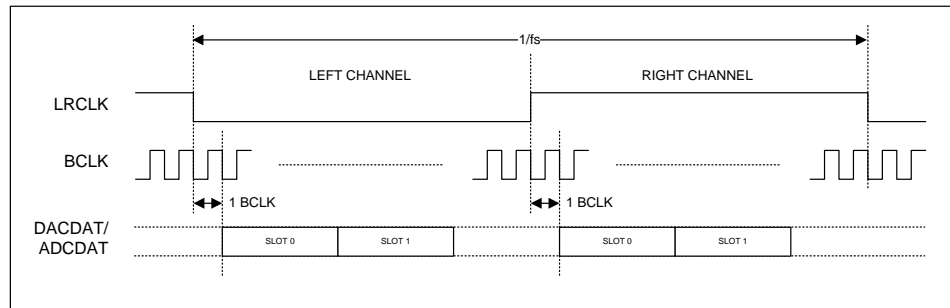 1/fs
LEFT CHANNEL
RIGHT CHANNEL
LRCLK
BCLK
1 BCLK
1 BCLK
DACDAT/
ADCDAT
SLOT 0
SLOT 1
SLOT 0
SLOT 1